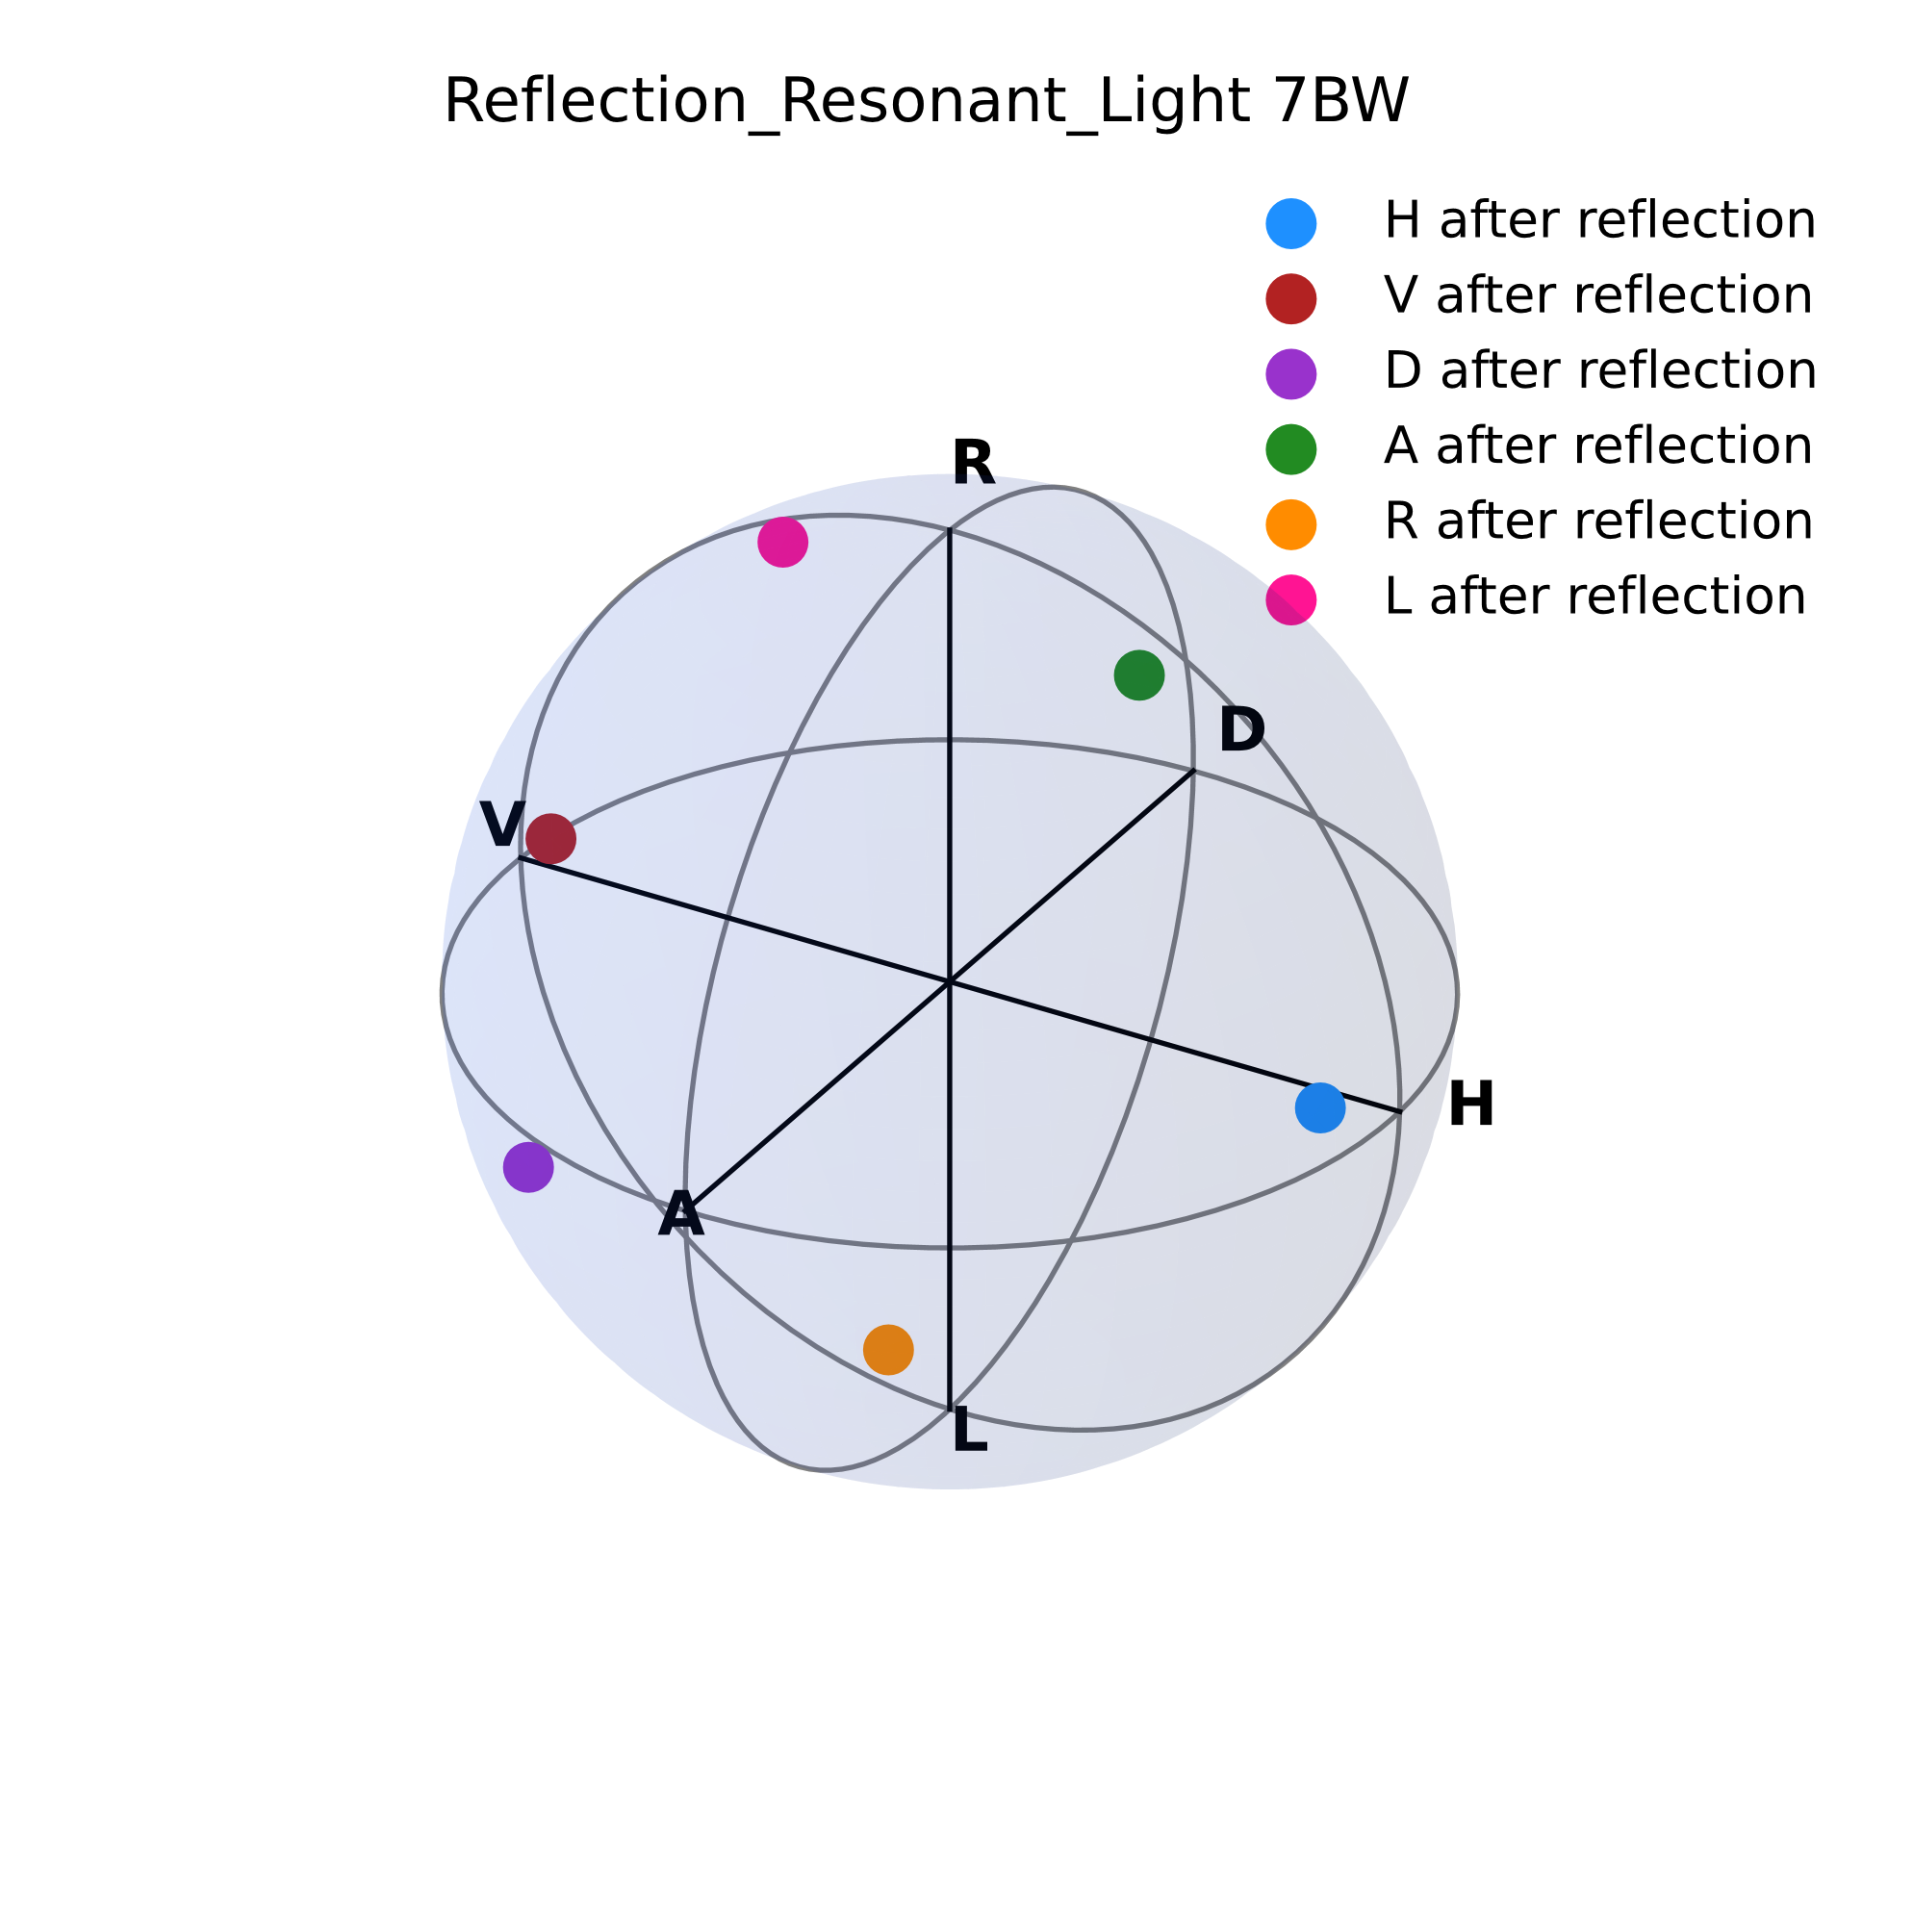 Reflection_Resonant_Light 7BW
H after reflection
V after reflection
D after reflection
A after reflection
R after reflection
L after reflection
R
D
V
H
A
L